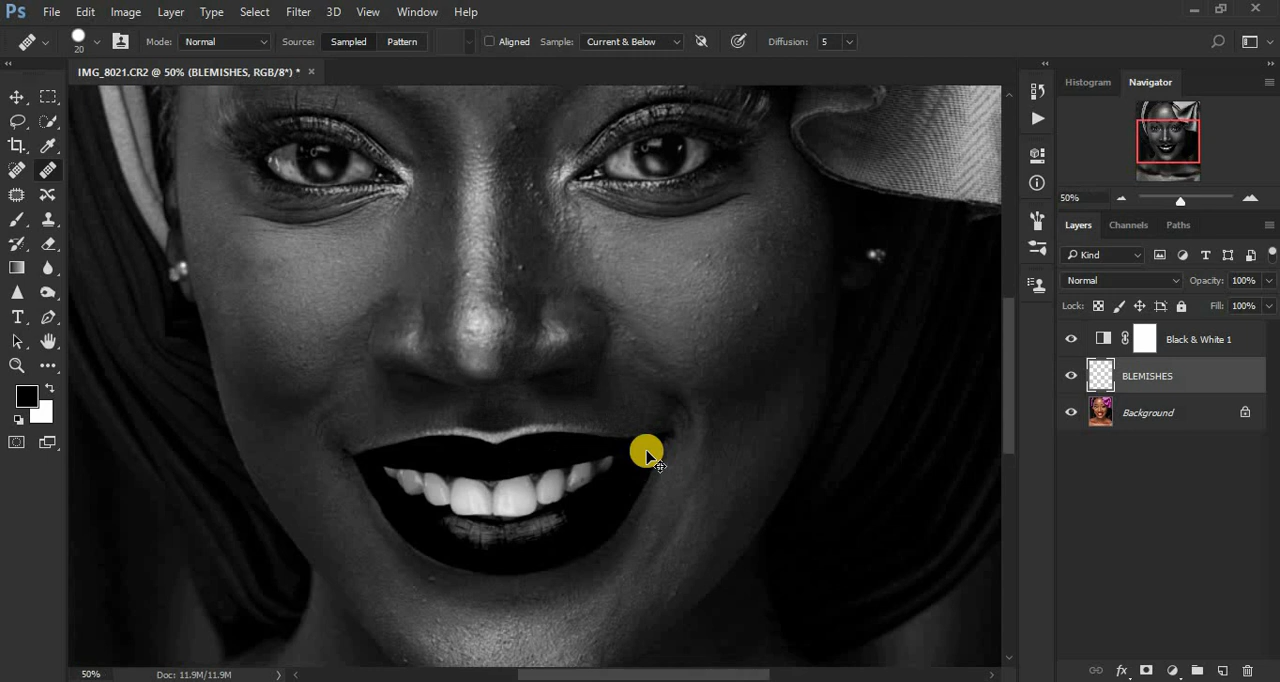 Ps File Edit Image Layer Type Select Filter 3D View Window Help
20 Mode: Normal Source: Sampled Pattern Aligned Sample: Current & Below Diffusion: 5
IMG_8021.CR2 @ 50% (BLEMISHES, RGB/8*) * ×
Histogram Navigator
50%
Layers Channels Paths
Kind
Normal Opacity: 100%
Lock: Fill: 100%
Black & White 1
BLEMISHES
Background
50% Doc: 11.9M/11.9M
fx